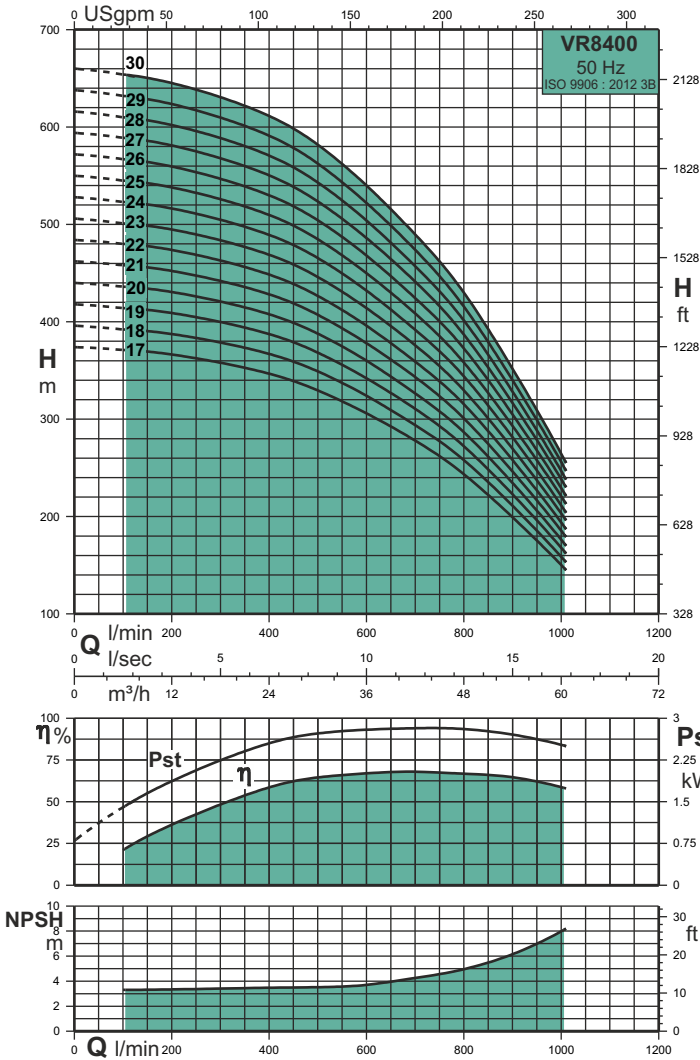 0 USgpm 50 100 150 200 250 300
VR8400
50 Hz
ISO 9906 : 2012 3B
700
600
500
400
300
200
100
H
m
30
29
28
27
26
25
24
23
22
21
20
19
18
17
2128
1828
1528
1228
928
628
328
H
ft
0 200 400 600 800 1000 1200
Q l/min
0 l/sec 5 10 15 20
0 m³/h 12 24 36 48 60 72
η%
100
75
50
25
0
Pst
η
3
2.25
1.5
0.75
0
Ps
kW
NPSH
m
10
8
6
4
2
0
30
20
10
0
ft
0 200 400 600 800 1000 1200
Q l/min